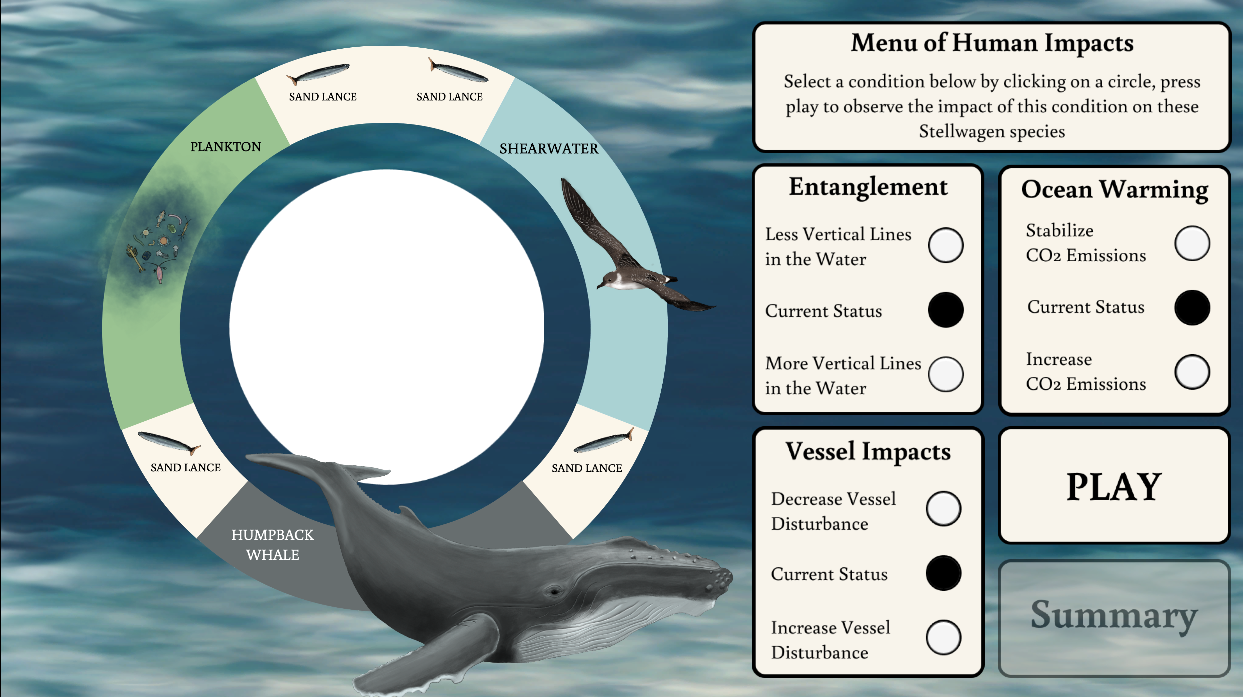 SAND LANCE
SAND LANCE
PLANKTON
SHEARWATER
SAND LANCE
SAND LANCE
HUMPBACK
WHALE
Menu of Human Impacts
Select a condition below by clicking on a circle, press
play to observe the impact of this condition on these
Stellwagen species
Entanglement
Less Vertical Lines
in the Water
Current Status
More Vertical Lines
in the Water
Ocean Warming
Stabilize
CO2 Emissions
Current Status
Increase
CO2 Emissions
Vessel Impacts
Decrease Vessel
Disturbance
Current Status
Increase Vessel
Disturbance
PLAY
Summary